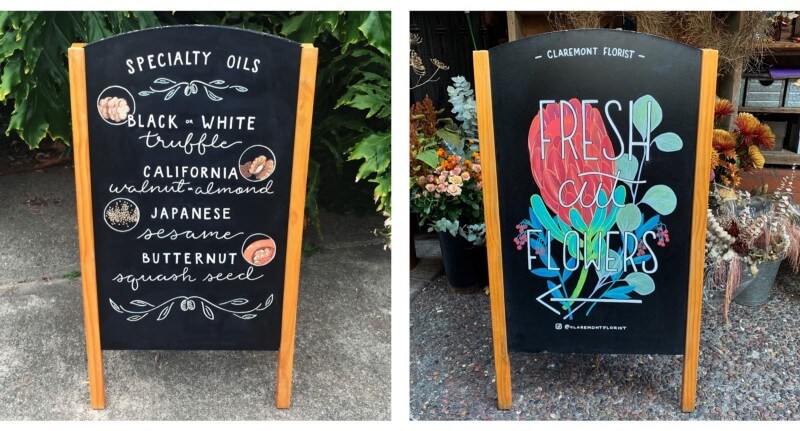 SPECIALTY OILS
BLACK OR WHITE
truffle
CALIFORNIA
walnut-almond
JAPANESE
sesame
BUTTERNUT
squash seed
– CLAREMONT FLORIST –
FRESH
cut
FLOWERS
@CLAREMONTFLORIST